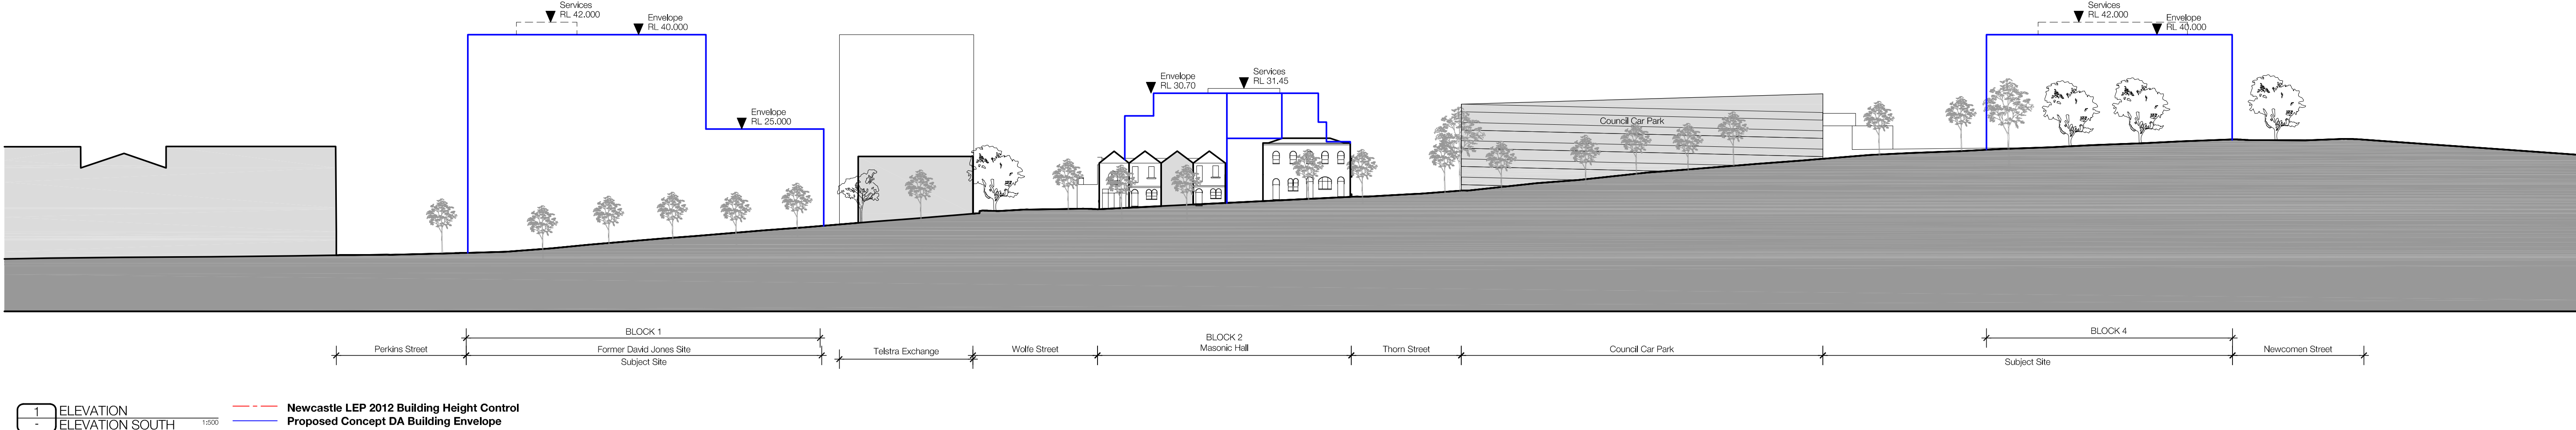 Services
RL 42.000
Envelope
RL 40.000
Envelope
RL 25.000
Envelope
RL 30.70
Services
RL 31.45
Council Car Park
Services
RL 42.000
Envelope
RL 40.000
BLOCK 1
Perkins Street
Former David Jones Site
Subject Site
Telstra Exchange
Wolfe Street
BLOCK 2
Masonic Hall
Thorn Street
Council Car Park
BLOCK 4
Subject Site
Newcomen Street
1
-
ELEVATION
ELEVATION SOUTH
1:500
Newcastle LEP 2012 Building Height Control
Proposed Concept DA Building Envelope